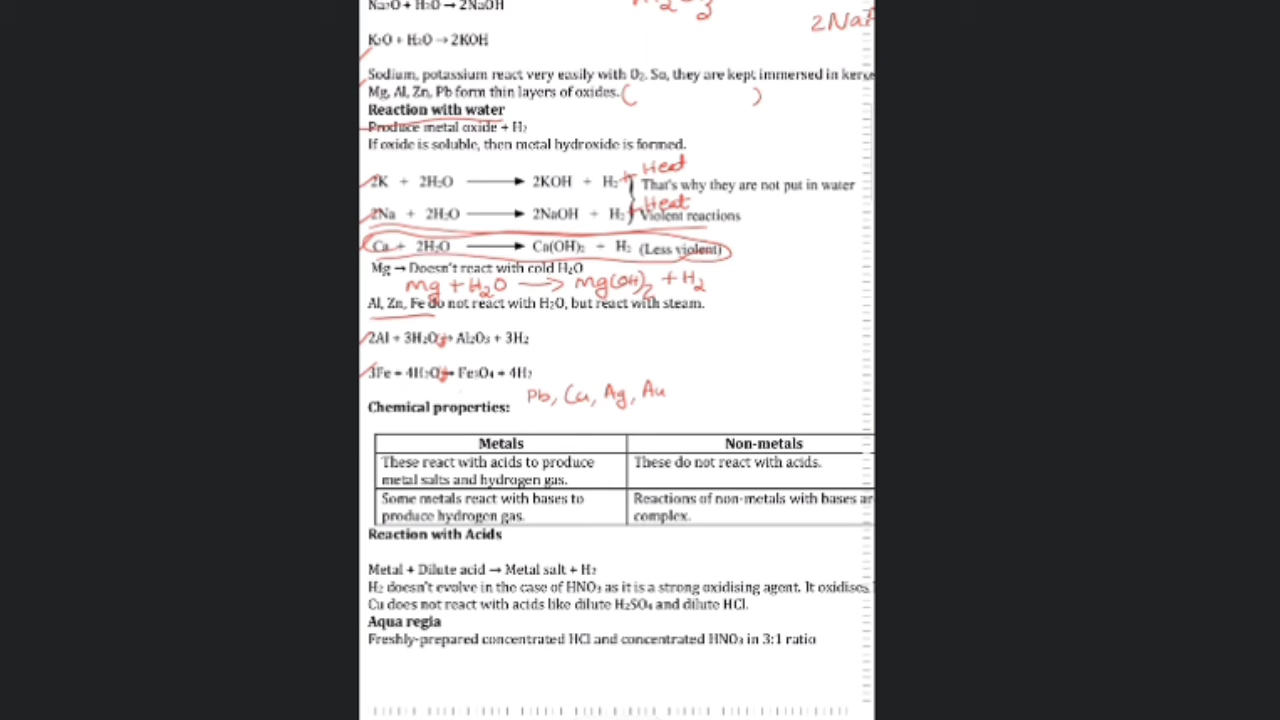 Na₂O + H₂O → 2NaOH
2Na
K₂O + H₂O → 2KOH
Sodium, potassium react very easily with O₂. So, they are kept immersed in
Mg, Al, Zn, Pb form thin layers of oxides. ( )
Reaction with water
Produce metal oxide + H₂
If oxide is soluble, then metal hydroxide is formed.
2K + 2H₂O → 2KOH + H₂ + Heat
That's why they are not put in water
2Na + 2H₂O → 2NaOH + H₂ + Heat
Violent reactions
Ca + 2H₂O → Ca(OH)₂ + H₂ (Less violent)
Mg → Doesn't react with cold H₂O
mg + H₂O → mg(OH)₂ + H₂
Al, Zn, Fe do not react with H₂O, but react with steam.
2Al + 3H₂O → Al₂O₃ + 3H₂
3Fe + 4H₂O → Fe₃O₄ + 4H₂
Pb, Cu, Ag, Au
Chemical properties:
Metals Non-metals
These react with acids to produce These do not react with acids.
metal salts and hydrogen gas.
Some metals react with bases to Reactions of non-metals with bases ar
produce hydrogen gas. complex.
Reaction with Acids
Metal + Dilute acid → Metal salt + H₂
H₂ doesn't evolve in the case of HNO₃ as it is a strong oxidising agent. It oxidises
Cu does not react with acids like dilute H₂SO₄ and dilute HCl.
Aqua regia
Freshly-prepared concentrated HCl and concentrated HNO₃ in 3:1 ratio